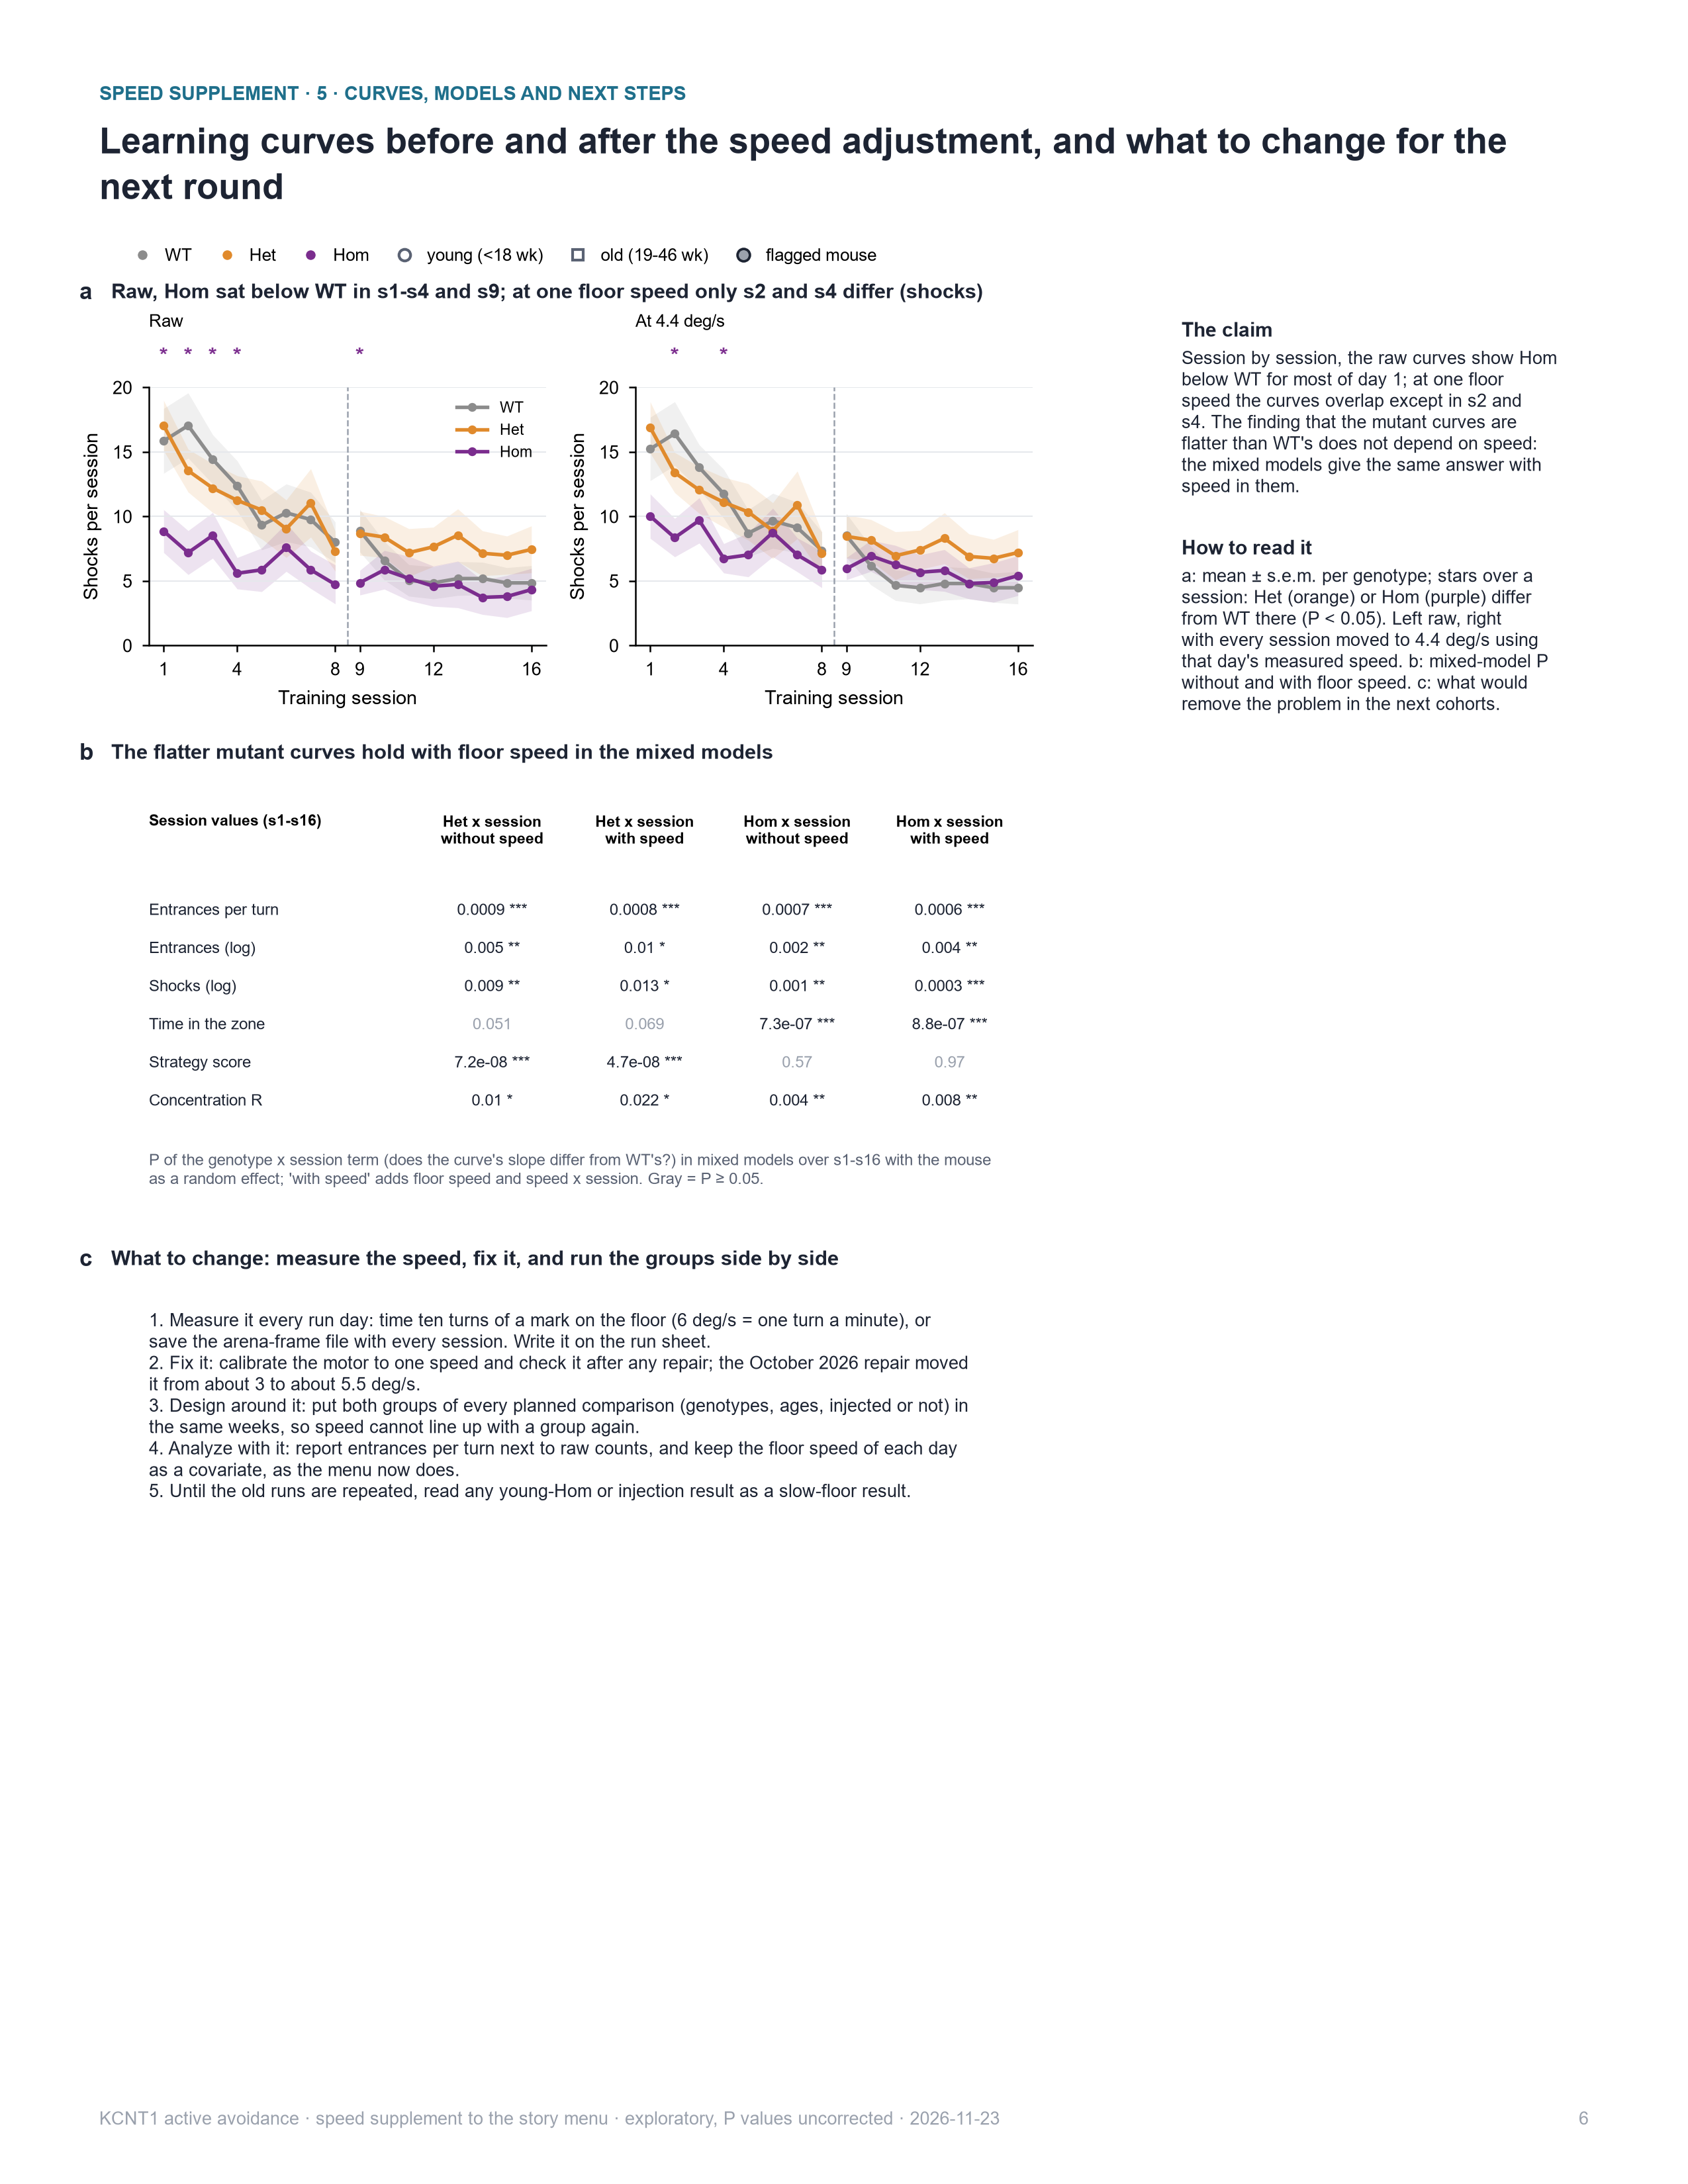 SPEED SUPPLEMENT · 5 · CURVES, MODELS AND NEXT STEPS
Learning curves before and after the speed adjustment, and what to change for the
next round
WT Het Hom young (<18 wk) old (19-46 wk) flagged mouse
a Raw, Hom sat below WT in s1-s4 and s9; at one floor speed only s2 and s4 differ (shocks)
Raw
* * * * *
20
15
10
5
0
Shocks per session
WT
Het
Hom
1 4 8 9 12 16
Training session
At 4.4 deg/s
* *
20
15
10
5
0
Shocks per session
1 4 8 9 12 16
Training session
The claim
Session by session, the raw curves show Hom
below WT for most of day 1; at one floor
speed the curves overlap except in s2 and
s4. The finding that the mutant curves are
flatter than WT's does not depend on speed:
the mixed models give the same answer with
speed in them.
How to read it
a: mean ± s.e.m. per genotype; stars over a
session: Het (orange) or Hom (purple) differ
from WT there (P < 0.05). Left raw, right
with every session moved to 4.4 deg/s using
that day's measured speed. b: mixed-model P
without and with floor speed. c: what would
remove the problem in the next cohorts.
b The flatter mutant curves hold with floor speed in the mixed models
Session values (s1-s16) Het x session without speed Het x session with speed Hom x session without speed Hom x session with speed
Entrances per turn 0.0009 *** 0.0008 *** 0.0007 *** 0.0006 ***
Entrances (log) 0.005 ** 0.01 * 0.002 ** 0.004 **
Shocks (log) 0.009 ** 0.013 * 0.001 ** 0.0003 ***
Time in the zone 0.051 0.069 7.3e-07 *** 8.8e-07 ***
Strategy score 7.2e-08 *** 4.7e-08 *** 0.57 0.97
Concentration R 0.01 * 0.022 * 0.004 ** 0.008 **
P of the genotype x session term (does the curve's slope differ from WT's?) in mixed models over s1-s16 with the mouse
as a random effect; 'with speed' adds floor speed and speed x session. Gray = P ≥ 0.05.
c What to change: measure the speed, fix it, and run the groups side by side
1. Measure it every run day: time ten turns of a mark on the floor (6 deg/s = one turn a minute), or
save the arena-frame file with every session. Write it on the run sheet.
2. Fix it: calibrate the motor to one speed and check it after any repair; the October 2026 repair moved
it from about 3 to about 5.5 deg/s.
3. Design around it: put both groups of every planned comparison (genotypes, ages, injected or not) in
the same weeks, so speed cannot line up with a group again.
4. Analyze with it: report entrances per turn next to raw counts, and keep the floor speed of each day
as a covariate, as the menu now does.
5. Until the old runs are repeated, read any young-Hom or injection result as a slow-floor result.
KCNT1 active avoidance · speed supplement to the story menu · exploratory, P values uncorrected · 2026-11-23
6